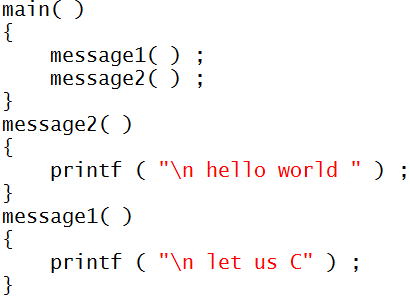 main( )
{
    message1( ) ;
    message2( ) ;
}
message2( )
{
    printf ( "\n hello world " ) ;
}
message1( )
{
    printf ( "\n let us C" ) ;
}